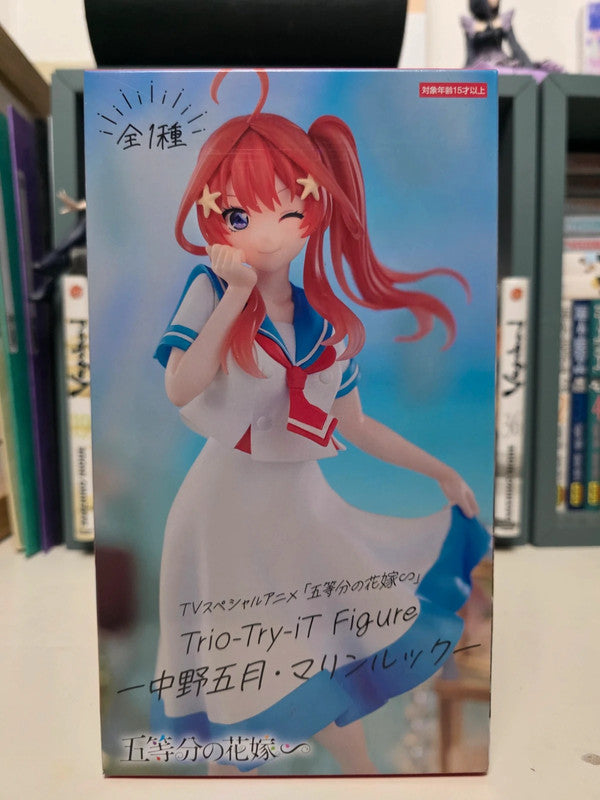 全1種
対象年齢15才以上
TVスペシャルアニメ「五等分の花嫁∽」
Trio-Try-iT Figure
ー中野五月・マリンルックー
五等分の花嫁∽